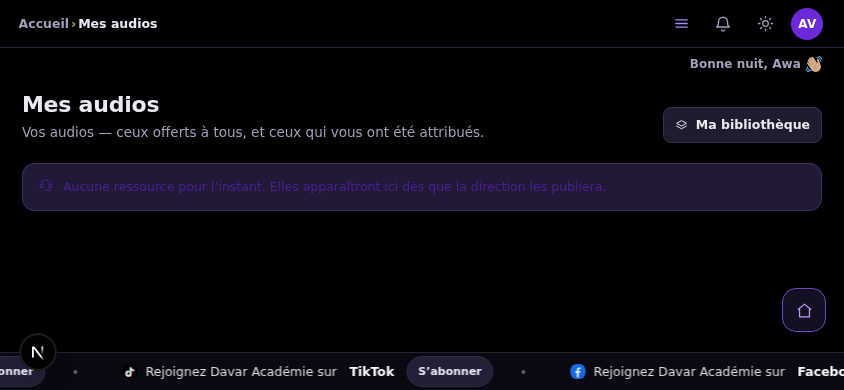 Accueil › Mes audios
AV
Bonne nuit, Awa 👋🏼
Mes audios
Vos audios — ceux offerts à tous, et ceux qui vous ont été attribués.
Ma bibliothèque
Aucune ressource pour l'instant. Elles apparaîtront ici dès que la direction les publiera.
N
onner • Rejoignez Davar Académie sur TikTok S'abonner • Rejoignez Davar Académie sur Facebo